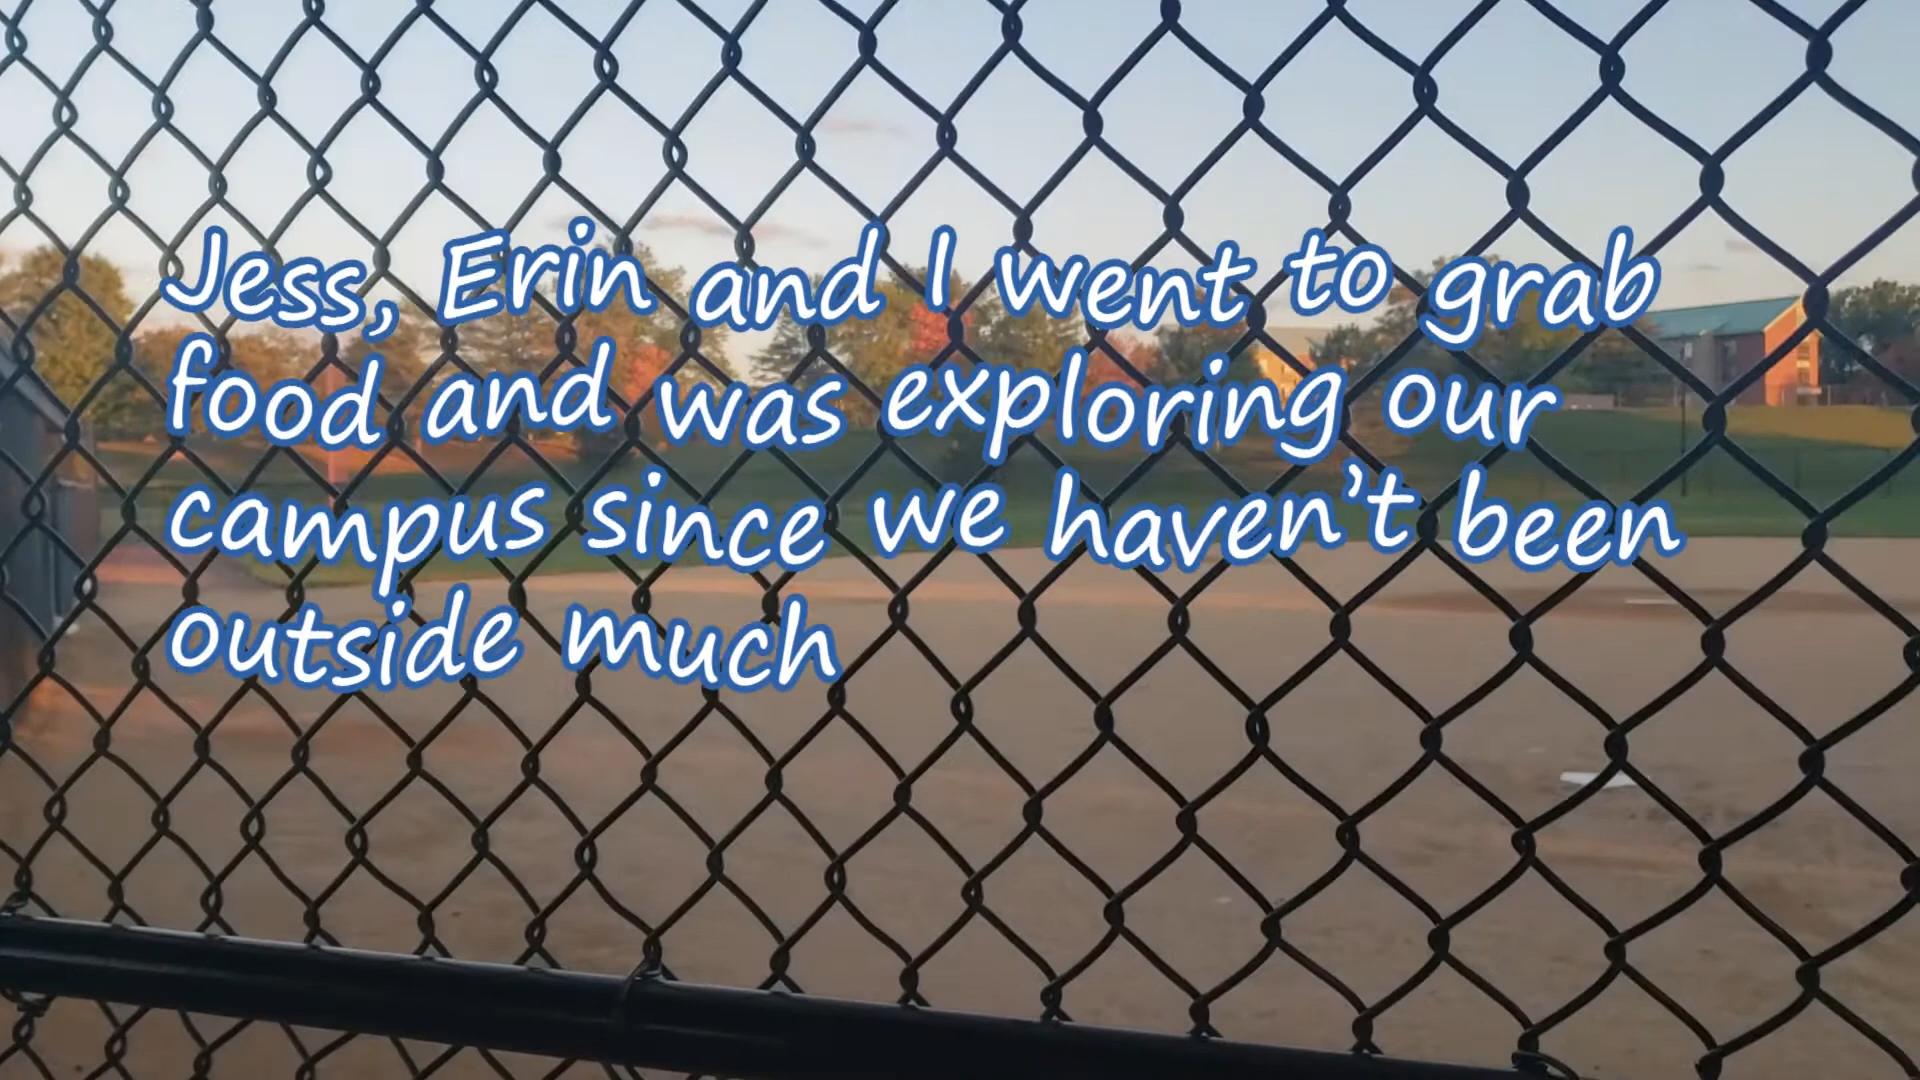 Jess, Erin and I went to grab
food and was exploring our
campus since we haven't been
outside much